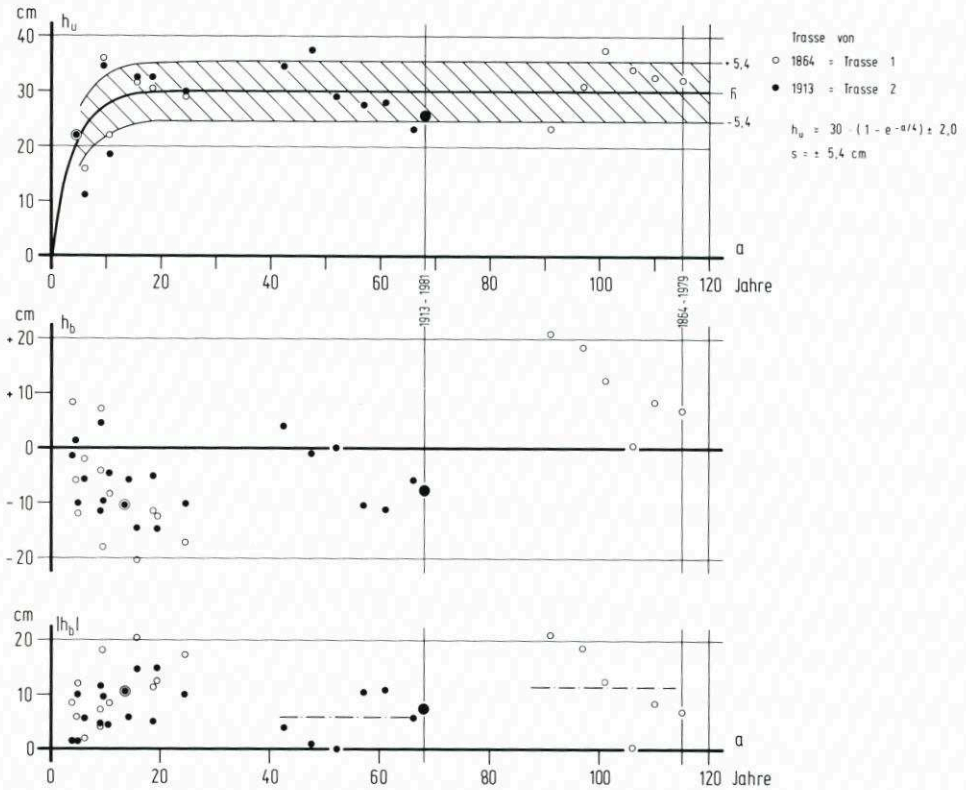 cm
h_u
40
30
20
10
0
+ 5,4
h̄
- 5,4
a
0 20 40 60 80 100 120 Jahre
Trasse von
○ 1864 = Trasse 1
● 1913 = Trasse 2
h_u = 30 · (1 - e^-a/4) ± 2,0
s = ± 5,4 cm
1913 - 1981
1864 - 1979
cm
h_b
+ 20
+ 10
0
- 10
- 20
cm
|h_b|
20
10
0
a
0 20 40 60 80 100 120 Jahre